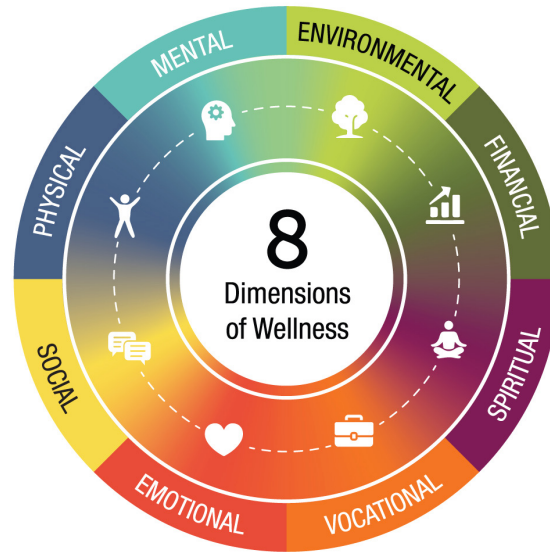 MENTAL
ENVIRONMENTAL
FINANCIAL
SPIRITUAL
VOCATIONAL
EMOTIONAL
SOCIAL
PHYSICAL
8
Dimensions
of Wellness